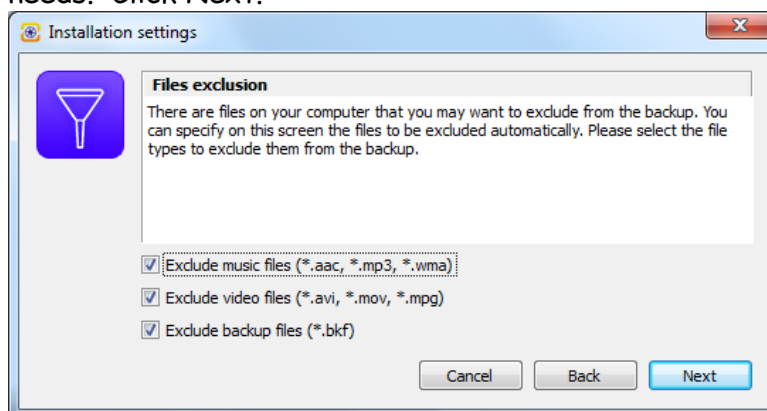 needs. Click Next.
Installation settings
Files exclusion
There are files on your computer that you may want to exclude from the backup. You
can specify on this screen the files to be excluded automatically. Please select the file
types to exclude them from the backup.
Exclude music files (*.aac, *.mp3, *.wma)
Exclude video files (*.avi, *.mov, *.mpg)
Exclude backup files (*.bkf)
Cancel Back Next